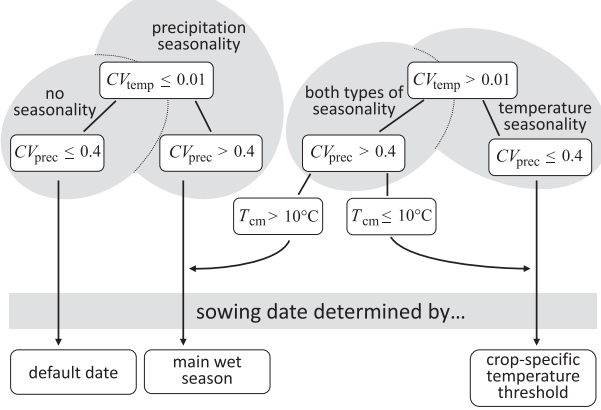 precipitation
seasonality
no
seasonality
CVtemp ≤ 0.01
CVprec ≤ 0.4
CVprec > 0.4
both types of
seasonality
CVtemp > 0.01
temperature
seasonality
CVprec > 0.4
CVprec ≤ 0.4
Tcm > 10°C
Tcm ≤ 10°C
sowing date determined by...
default date
main wet
season
crop-specific
temperature
threshold